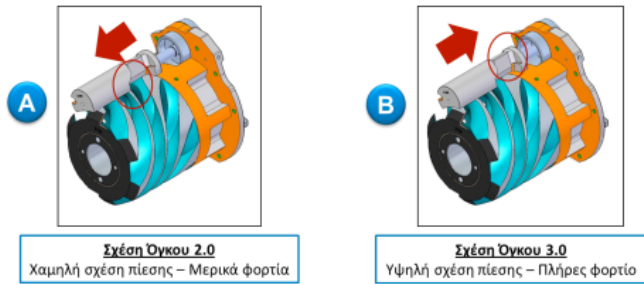 A
B
Σχέση Όγκου 2.0
Χαμηλή σχέση πίεσης – Μερικά φορτία
Σχέση Όγκου 3.0
Υψηλή σχέση πίεσης – Πλήρες φορτίο